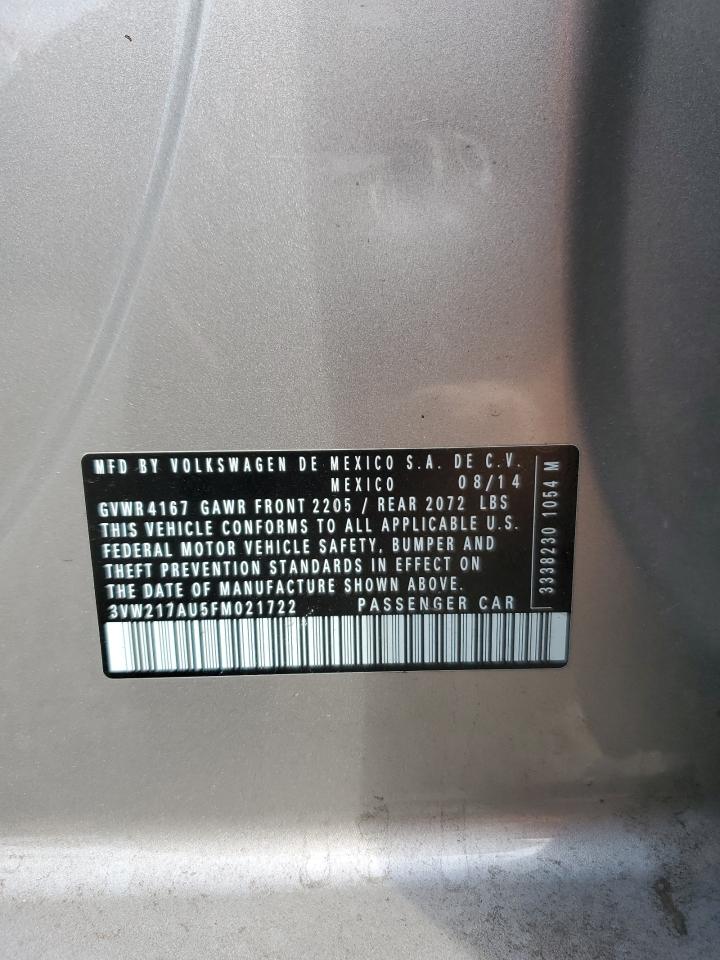 MFD BY VOLKSWAGEN DE MEXICO S.A. DE C.V.
MEXICO 08/14
GVWR 4167 GAWR FRONT 2205 / REAR 2072 LBS
THIS VEHICLE CONFORMS TO ALL APPLICABLE U.S.
FEDERAL MOTOR VEHICLE SAFETY, BUMPER AND
THEFT PREVENTION STANDARDS IN EFFECT ON
THE DATE OF MANUFACTURE SHOWN ABOVE.
3VW217AU5FM021722 PASSENGER CAR
3338230 1054 M